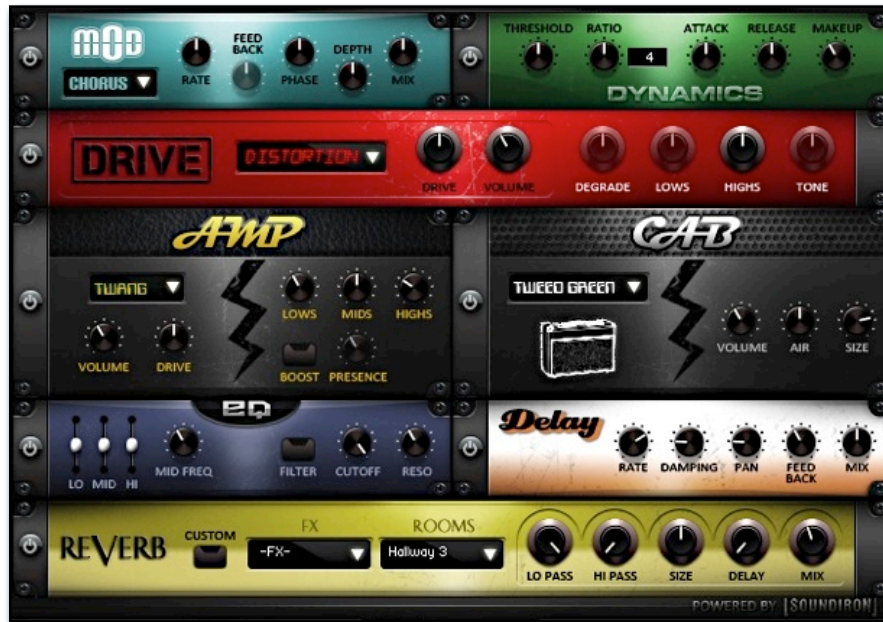 MOD
CHORUS
RATE
FEED
BACK
PHASE
DEPTH
MIX
THRESHOLD
RATIO
4
ATTACK
RELEASE
MAKEUP
DYNAMICS
DRIVE
DISTORTION
DRIVE
VOLUME
DEGRADE
LOWS
HIGHS
TONE
AMP
TWANG
VOLUME
DRIVE
LOWS
MIDS
HIGHS
BOOST
PRESENCE
CAB
TWEED GREEN
VOLUME
AIR
SIZE
EQ
LO MID HI
MID FREQ
FILTER
CUTOFF
RESO
Delay
RATE
DAMPING
PAN
FEED
BACK
MIX
REVERB
CUSTOM
FX
-FX-
ROOMS
Hallway 3
LO PASS
HI PASS
SIZE
DELAY
MIX
POWERED BY [SOUNDIRON]